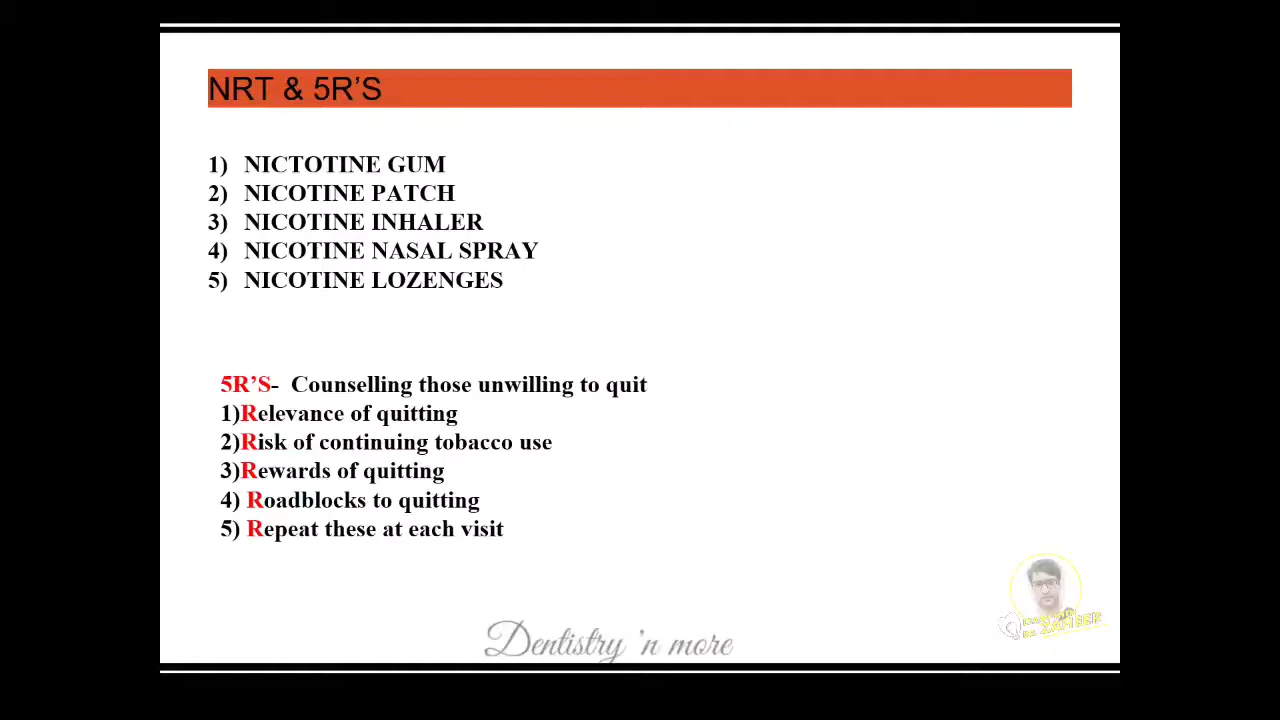 NRT & 5R’S
1) NICTOTINE GUM
2) NICOTINE PATCH
3) NICOTINE INHALER
4) NICOTINE NASAL SPRAY
5) NICOTINE LOZENGES
5R’S- Counselling those unwilling to quit
1)Relevance of quitting
2)Risk of continuing tobacco use
3)Rewards of quitting
4) Roadblocks to quitting
5) Repeat these at each visit
Dentistry 'n more